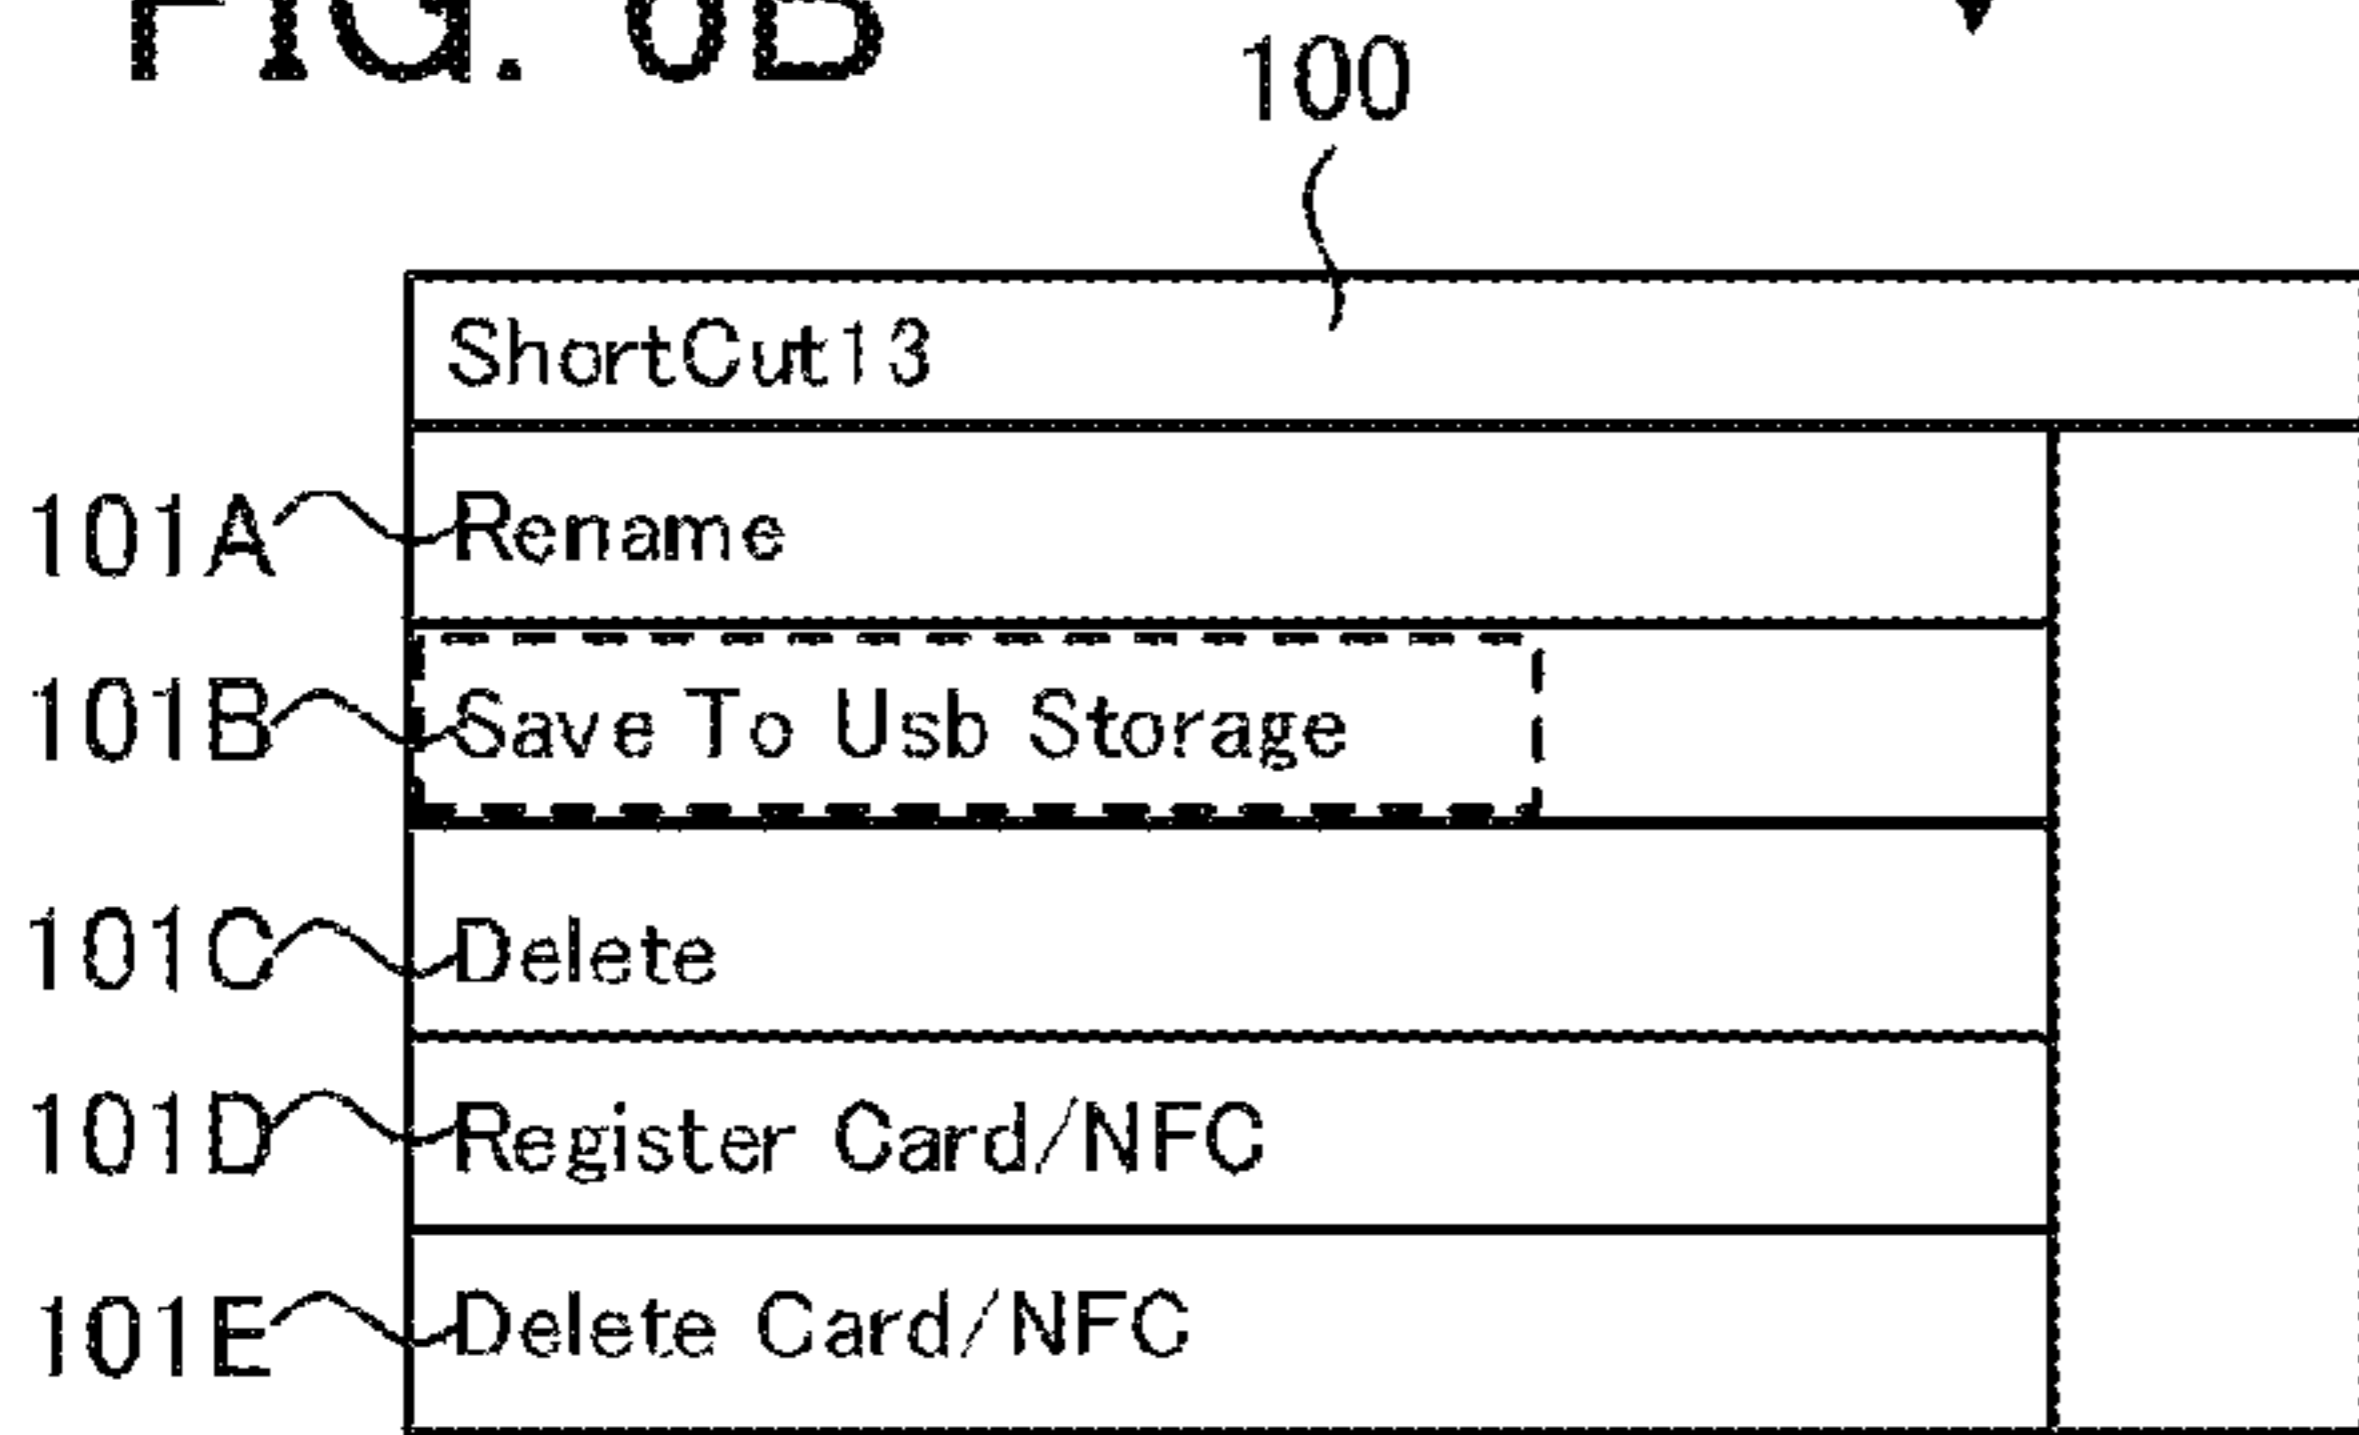 FIG.
100
ShortCut13
101A Rename
101B Save To Usb Storage
101C Delete
101D Register Card/NFC
101E Delete Card/NFC